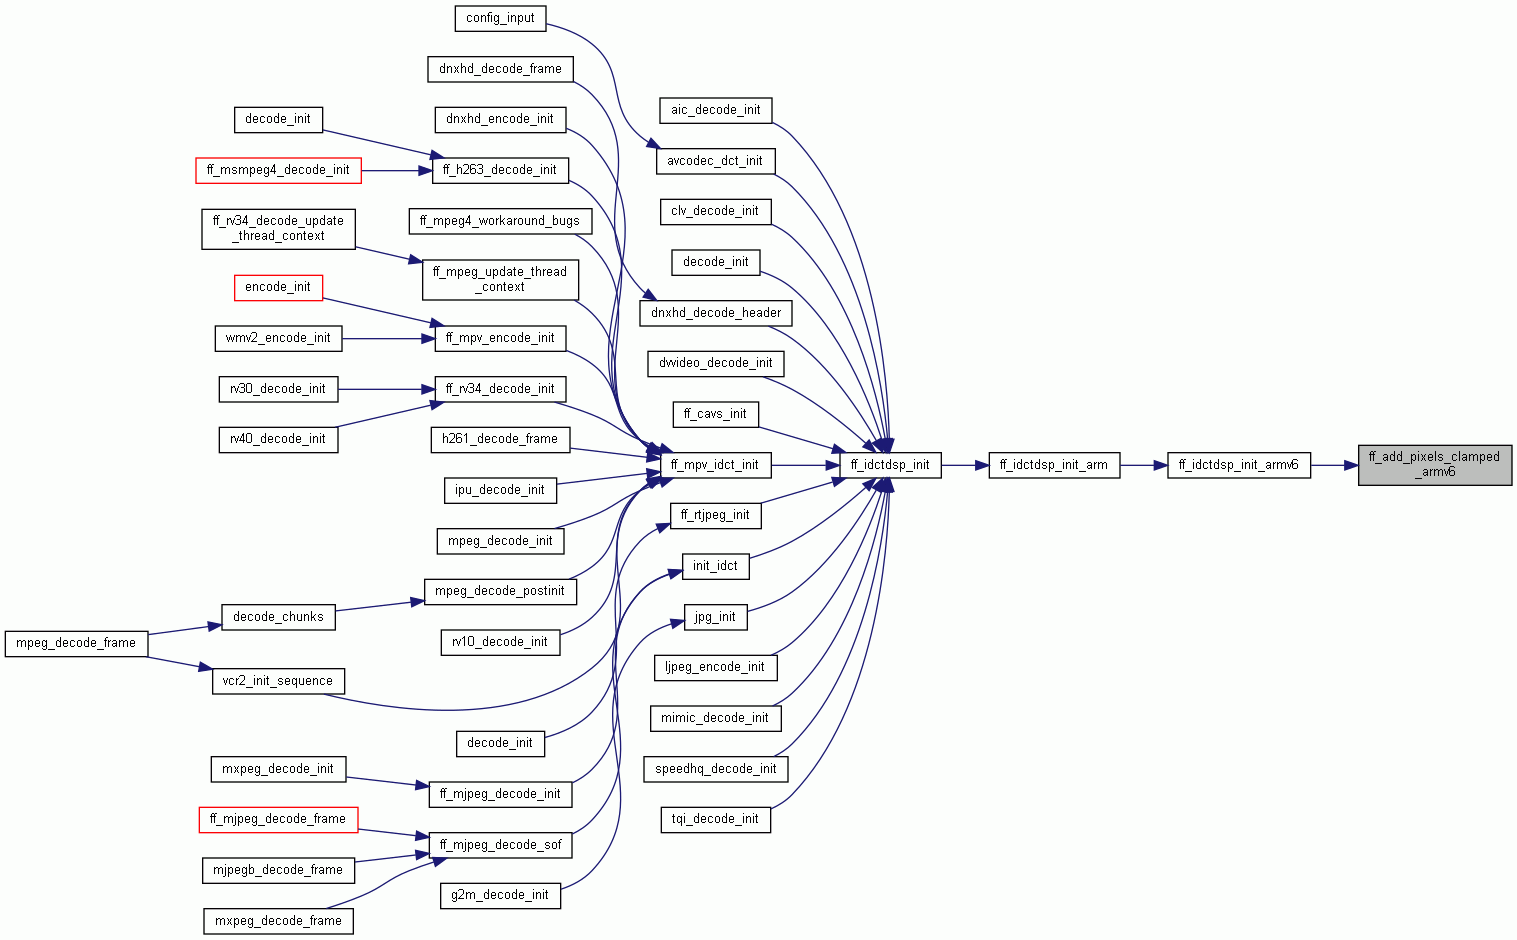 config_input
dnxhd_decode_frame
aic_decode_init
decode_init
dnxhd_encode_init
avcodec_dct_init
ff_msmpeg4_decode_init
ff_h263_decode_init
clv_decode_init
ff_rv34_decode_update
_thread_context
ff_mpeg4_workaround_bugs
decode_init
ff_mpeg_update_thread
_context
encode_init
dnxhd_decode_header
wmv2_encode_init
ff_mpv_encode_init
dvvideo_decode_init
rv30_decode_init
ff_rv34_decode_init
ff_cavs_init
rv40_decode_init
h261_decode_frame
ff_mpv_idct_init
ff_idctdsp_init
ff_idctdsp_init_arm
ff_idctdsp_init_armv6
ff_add_pixels_clamped
_armv6
ipu_decode_init
ff_rtjpeg_init
mpeg_decode_init
init_idct
mpeg_decode_postinit
decode_chunks
jpg_init
mpeg_decode_frame
rv10_decode_init
ljpeg_encode_init
vcr2_init_sequence
mimic_decode_init
decode_init
mxpeg_decode_init
speedhq_decode_init
ff_mjpeg_decode_init
ff_mjpeg_decode_frame
tqi_decode_init
ff_mjpeg_decode_sof
mjpegb_decode_frame
g2m_decode_init
mxpeg_decode_frame